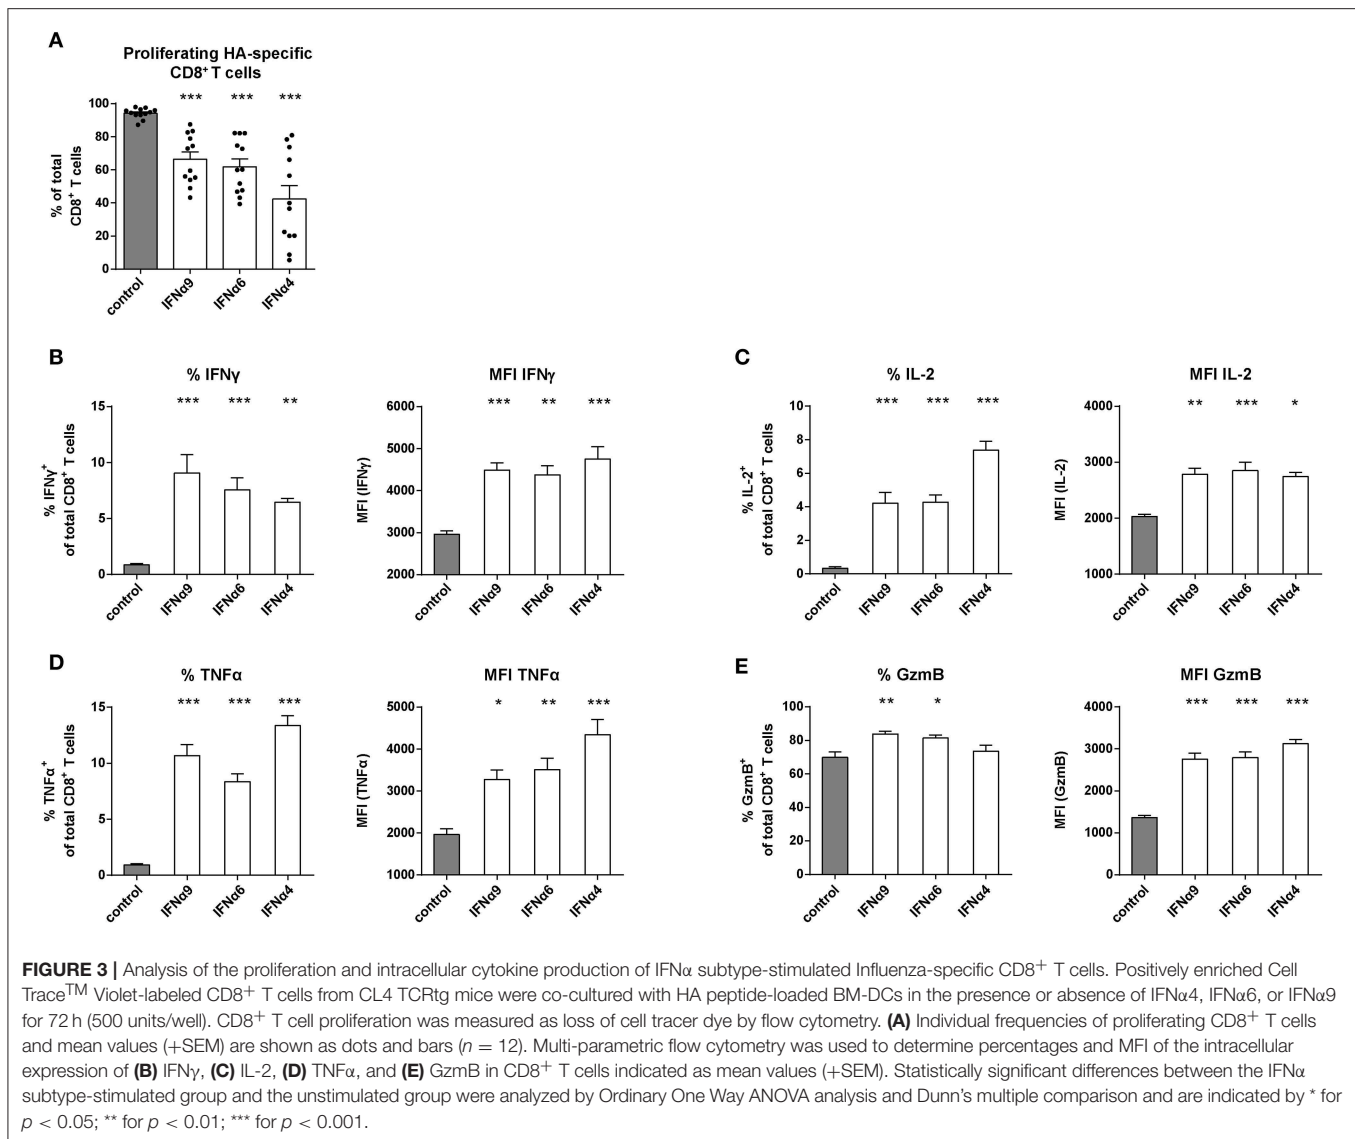 A
Proliferating HA-specific
CD8⁺ T cells
*** *** ***
% of total
CD8⁺ T cells
100
80
60
40
20
0
control IFNα9 IFNα6 IFNα4
B
% IFNγ
*** *** **
% IFNγ⁺
of total CD8⁺ T cells
15
10
5
0
control IFNα9 IFNα6 IFNα4
MFI IFNγ
*** ** ***
MFI (IFNγ)
6000
5000
4000
3000
2000
control IFNα9 IFNα6 IFNα4
C
% IL-2
*** *** ***
% IL-2⁺
of total CD8⁺ T cells
10
8
6
4
2
0
control IFNα9 IFNα6 IFNα4
MFI IL-2
** *** *
MFI (IL-2)
4000
3000
2000
1000
control IFNα9 IFNα6 IFNα4
D
% TNFα
*** *** ***
% TNFα⁺
of total CD8⁺ T cells
15
10
5
0
control IFNα9 IFNα6 IFNα4
MFI TNFα
* ** ***
MFI (TNFα)
5000
4000
3000
2000
1000
control IFNα9 IFNα6 IFNα4
E
% GzmB
** *
% GzmB⁺
of total CD8⁺ T cells
100
80
60
40
20
0
control IFNα9 IFNα6 IFNα4
MFI GzmB
*** *** ***
MFI (GzmB)
4000
3000
2000
1000
0
control IFNα9 IFNα6 IFNα4
FIGURE 3 | Analysis of the proliferation and intracellular cytokine production of IFNα subtype-stimulated Influenza-specific CD8⁺ T cells. Positively enriched Cell
Trace™ Violet-labeled CD8⁺ T cells from CL4 TCRtg mice were co-cultured with HA peptide-loaded BM-DCs in the presence or absence of IFNα4, IFNα6, or IFNα9
for 72 h (500 units/well). CD8⁺ T cell proliferation was measured as loss of cell tracer dye by flow cytometry. (A) Individual frequencies of proliferating CD8⁺ T cells
and mean values (+SEM) are shown as dots and bars (n = 12). Multi-parametric flow cytometry was used to determine percentages and MFI of the intracellular
expression of (B) IFNγ, (C) IL-2, (D) TNFα, and (E) GzmB in CD8⁺ T cells indicated as mean values (+SEM). Statistically significant differences between the IFNα
subtype-stimulated group and the unstimulated group were analyzed by Ordinary One Way ANOVA analysis and Dunn's multiple comparison and are indicated by * for
p < 0.05; ** for p < 0.01; *** for p < 0.001.